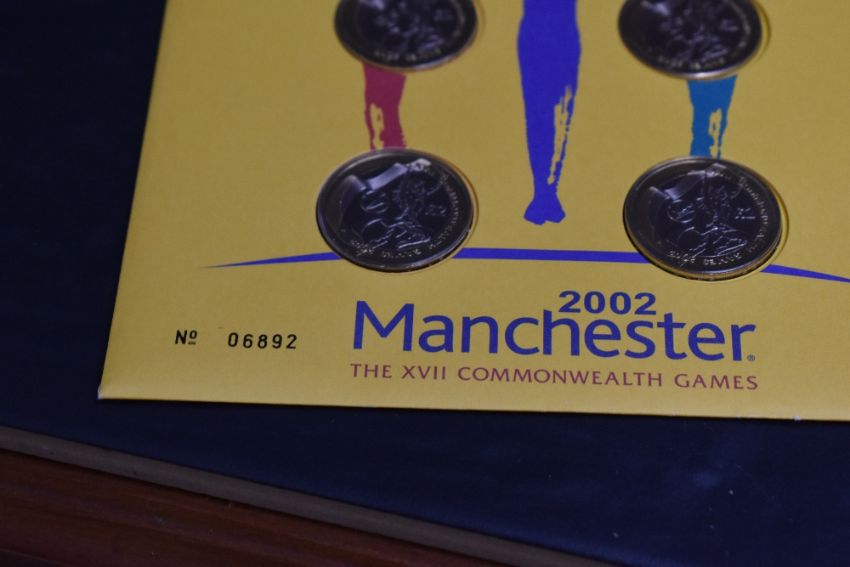 No 06892
2002
Manchester
THE XVII COMMONWEALTH GAMES